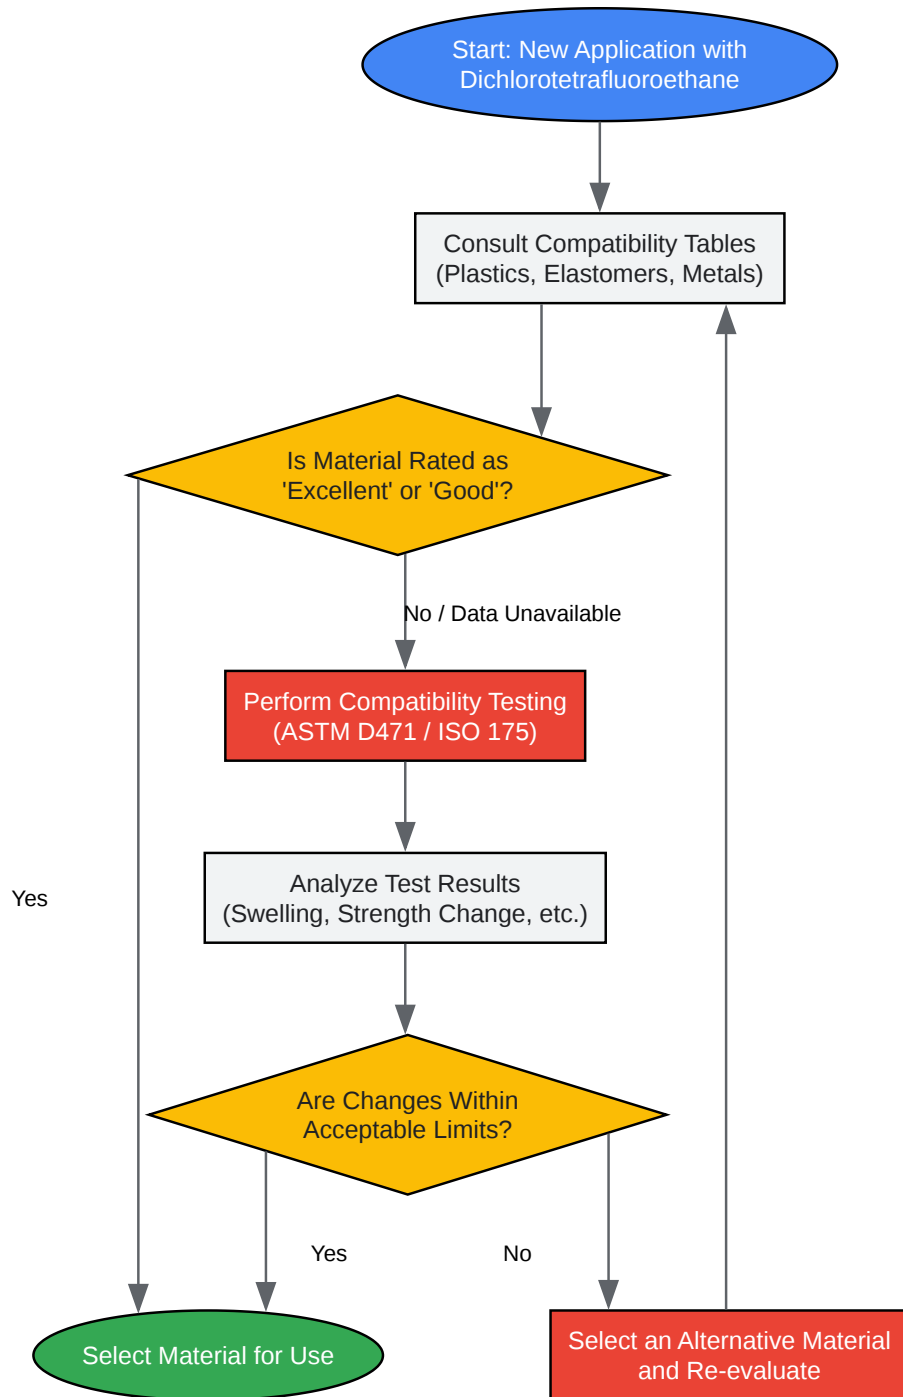 Start: New Application with
Dichlorotetrafluoroethane
Consult Compatibility Tables
(Plastics, Elastomers, Metals)
Is Material Rated as
'Excellent' or 'Good'?
No / Data Unavailable
Perform Compatibility Testing
(ASTM D471 / ISO 175)
Analyze Test Results
(Swelling, Strength Change, etc.)
Yes
Are Changes Within
Acceptable Limits?
Yes
No
Select Material for Use
Select an Alternative Material
and Re-evaluate